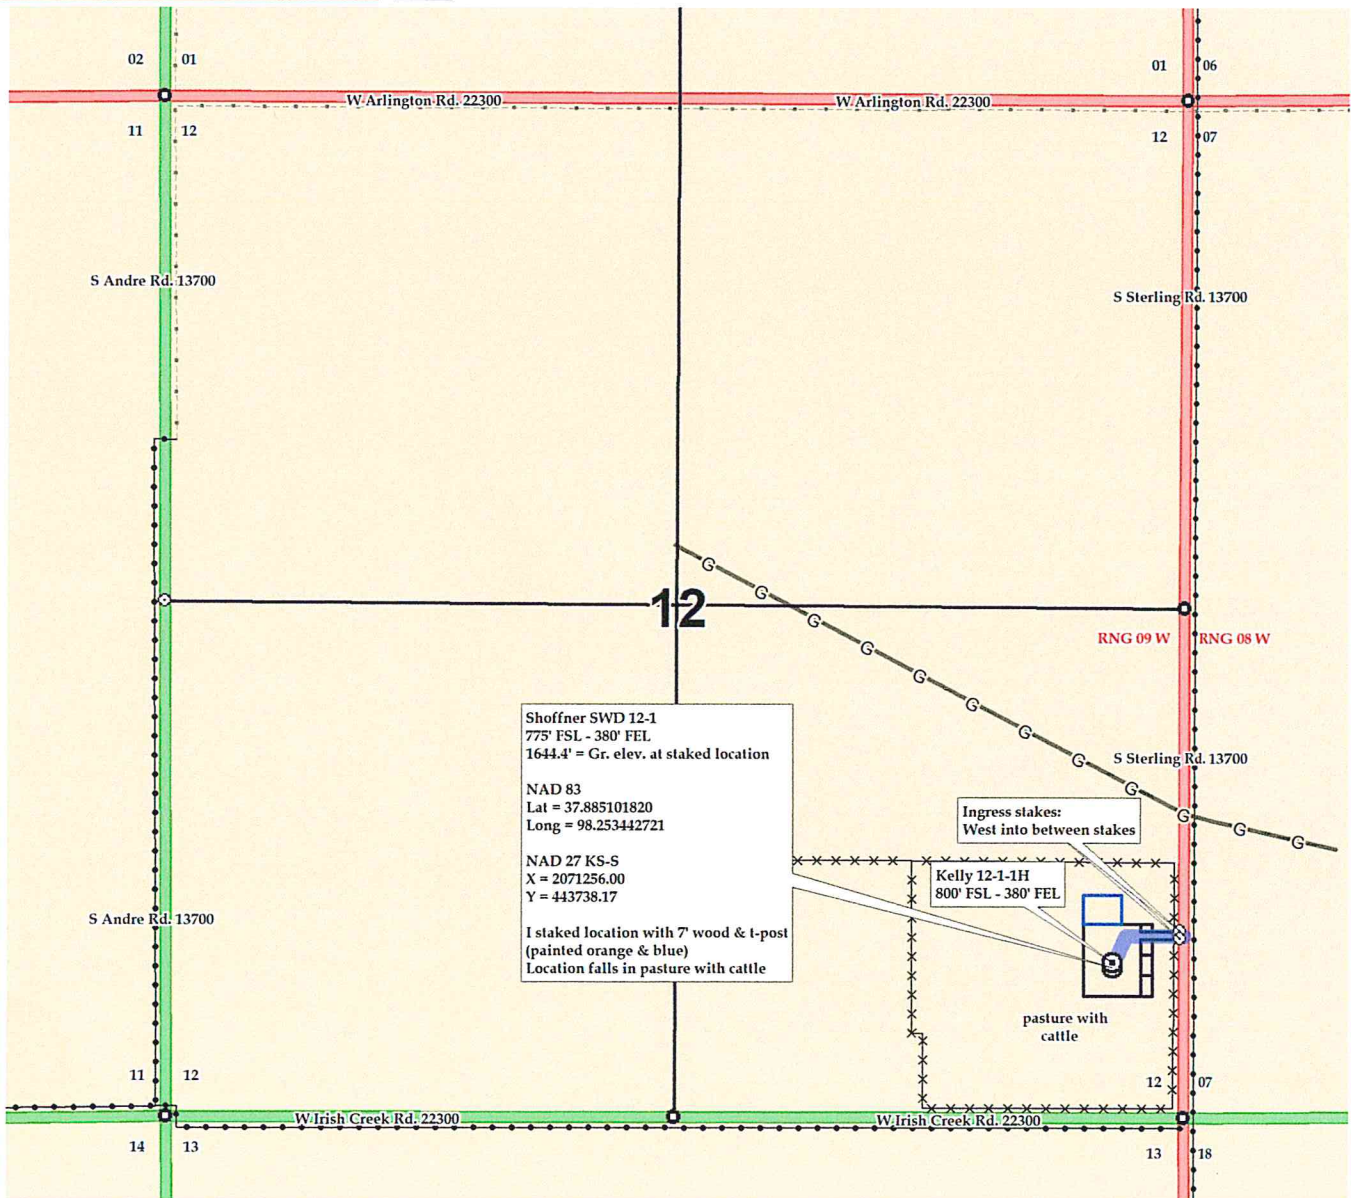 02 01
01 06
W Arlington Rd. 22300
W Arlington Rd. 22300
11 12
12 07
S Andre Rd. 13700
S Sterling Rd. 13700
G
G
G
G
G
G
G
G
G
G
G
G
12
RNG 09 W RNG 08 W
Shoffner SWD 12-1
775' FSL - 380' FEL
1644.4' = Gr. elev. at staked location
NAD 83
Lat = 37.885101820
Long = 98.253442721
NAD 27 KS-S
X = 2071256.00
Y = 443738.17
I staked location with 7' wood & t-post
(painted orange & blue)
Location falls in pasture with cattle
S Sterling Rd. 13700
Ingress stakes:
West into between stakes
Kelly 12-1-1H
800' FSL - 380' FEL
S Andre Rd. 13700
pasture with
cattle
11 12
12 07
W Irish Creek Rd. 22300
W Irish Creek Rd. 22300
14 13
13 18